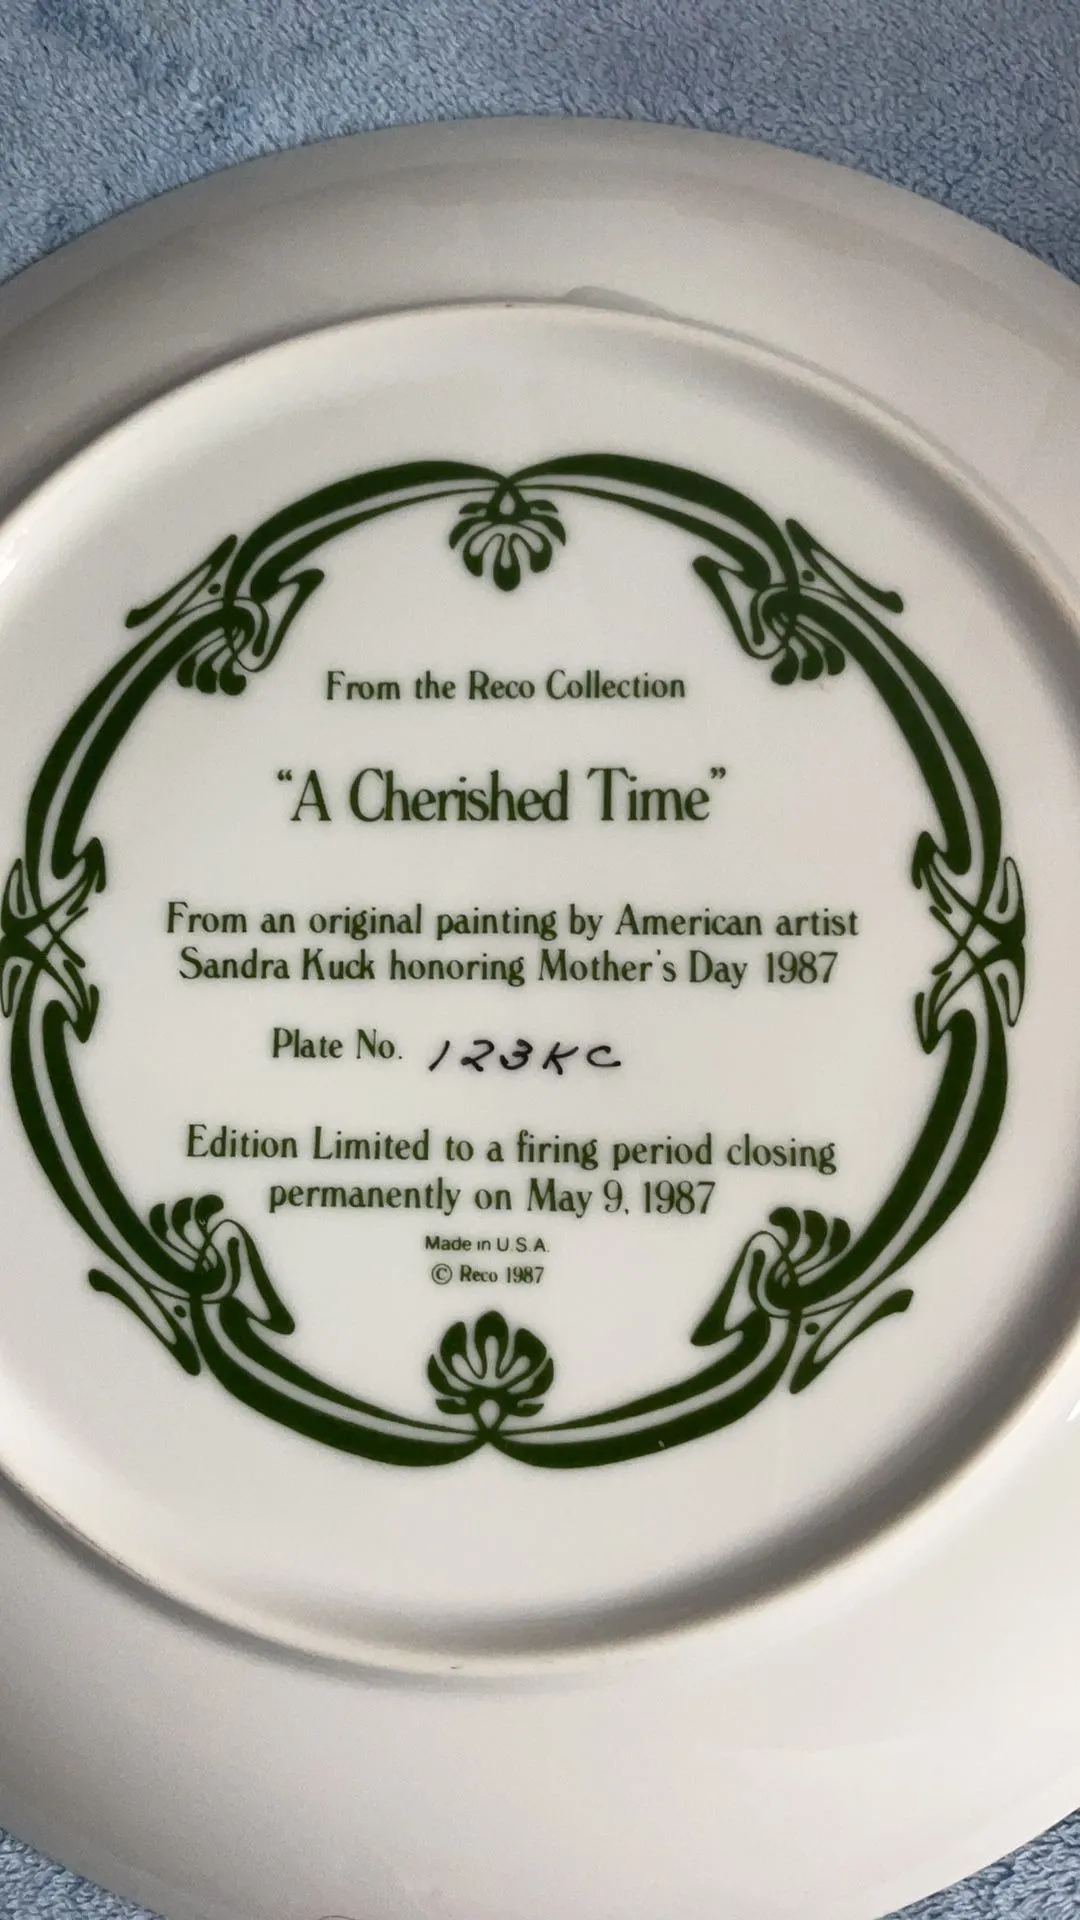 From the Reco Collection
“A Cherished Time”
From an original painting by American artist
Sandra Kuck honoring Mother's Day 1987
Plate No. 123KC
Edition Limited to a firing period closing
permanently on May 9, 1987
Made in U.S.A.
© Reco 1987